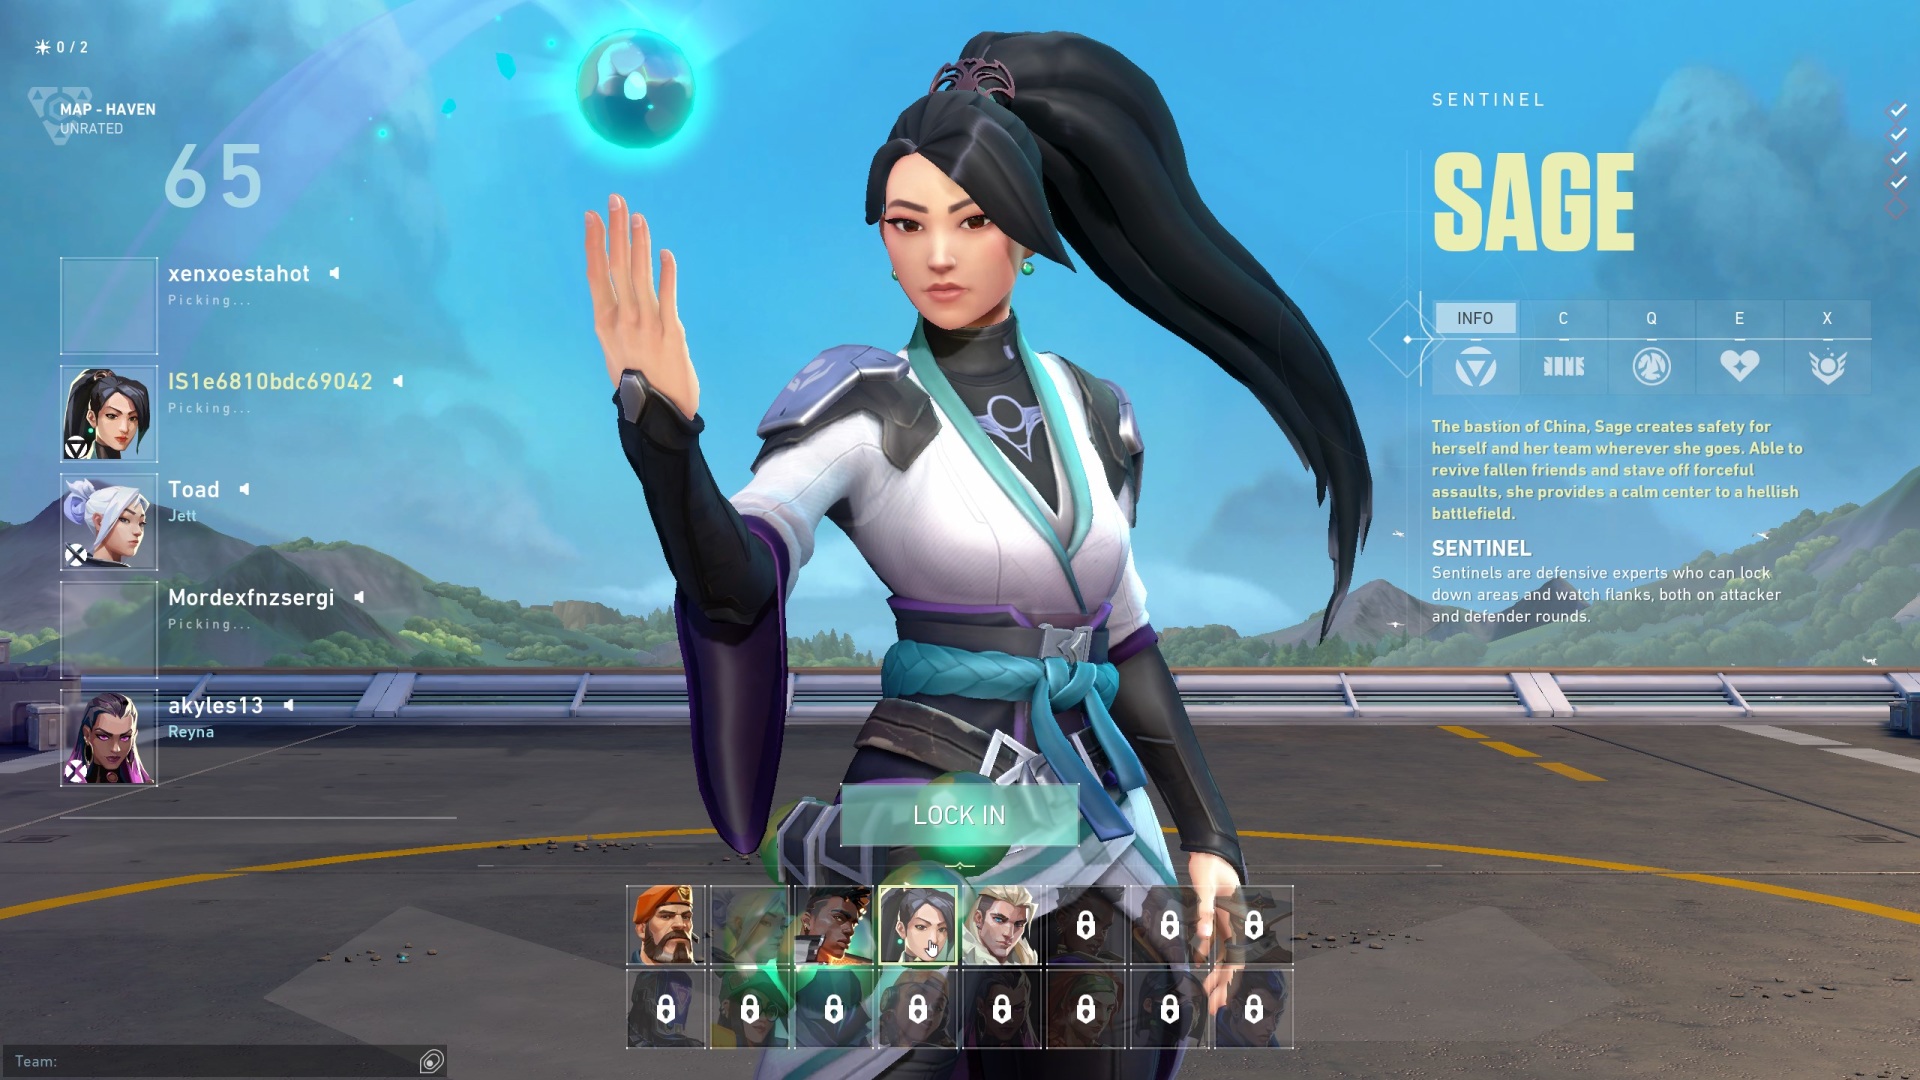 0 / 2
MAP - HAVEN
UNRATED
65
xenxoestahot
Picking...
IS1e6810bdc69042
Picking...
Toad
Jett
Mordexfnzsergi
Picking...
akyles13
Reyna
Team:
LOCK IN
SENTINEL
SAGE
INFO C Q E X
The bastion of China, Sage creates safety for
herself and her team wherever she goes. Able to
revive fallen friends and stave off forceful
assaults, she provides a calm center to a hellish
battlefield.
SENTINEL
Sentinels are defensive experts who can lock
down areas and watch flanks, both on attacker
and defender rounds.